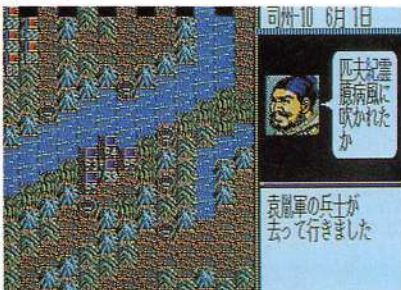 司州-10 6月 1日
匹夫紀霊
臆病風に
吹かれた
か
袁胤軍の兵士が
去って行きました